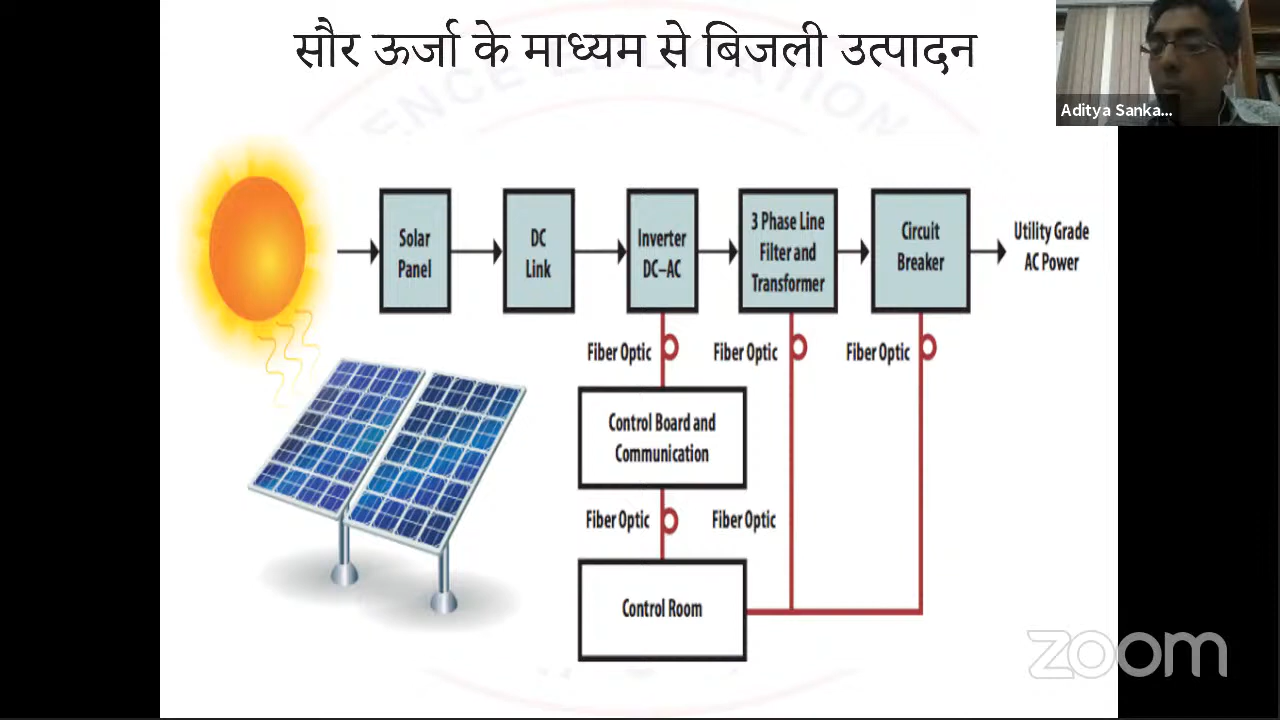 सौर ऊर्जा के माध्यम से बिजली उत्पादन
Aditya Sanka...
Solar
Panel
DC
Link
Inverter
DC–AC
3 Phase Line
Filter and
Transformer
Circuit
Breaker
Utility Grade
AC Power
Fiber Optic
Fiber Optic
Fiber Optic
Control Board and
Communication
Fiber Optic
Fiber Optic
Control Room
zoom